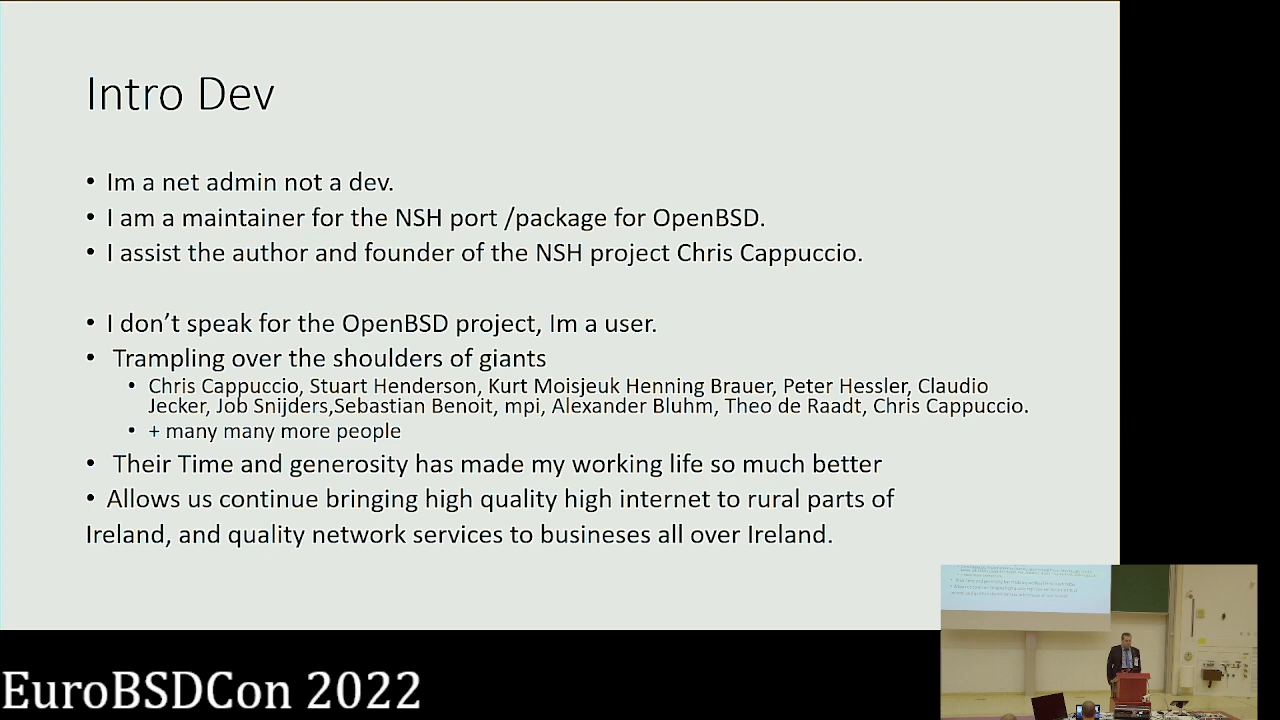 Intro Dev
• Im a net admin not a dev.
• I am a maintainer for the NSH port /package for OpenBSD.
• I assist the author and founder of the NSH project Chris Cappuccio.
• I don’t speak for the OpenBSD project, Im a user.
• Trampling over the shoulders of giants
• Chris Cappuccio, Stuart Henderson, Kurt Moisjeuk Henning Brauer, Peter Hessler, Claudio
Jecker, Job Snijders,Sebastian Benoit, mpi, Alexander Bluhm, Theo de Raadt, Chris Cappuccio.
• + many many more people
• Their Time and generosity has made my working life so much better
• Allows us continue bringing high quality high internet to rural parts of
Ireland, and quality network services to busineses all over Ireland.
EuroBSDCon 2022